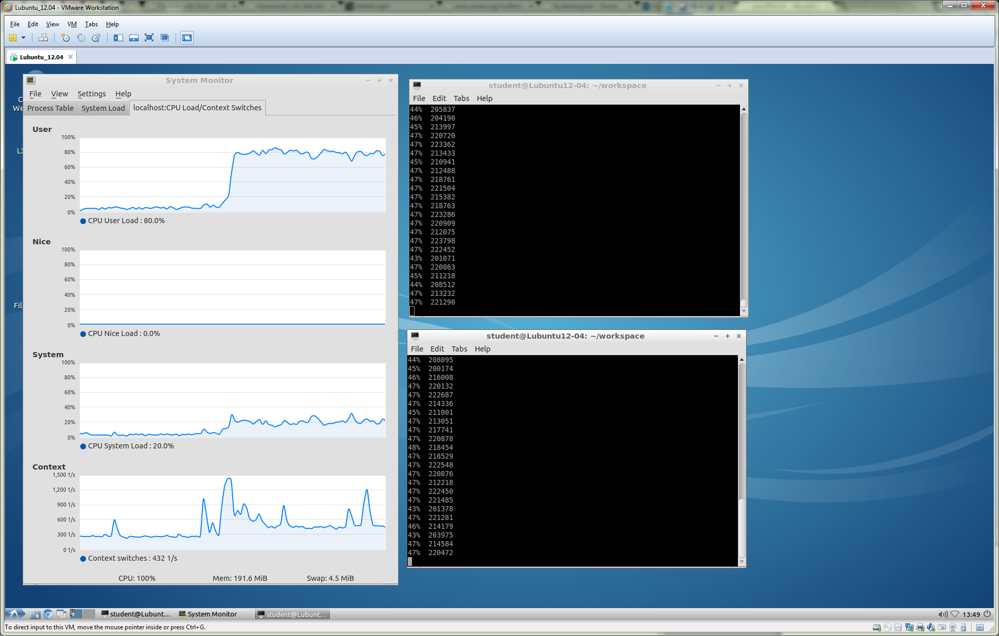 Lubuntu_12.04 - VMware Workstation
File Edit View VM Tabs Help
Lubuntu_12.04
System Monitor
File View Settings Help
Process Table System Load localhost:CPU Load/Context Switches
User
100%
80%
60%
40%
20%
0%
CPU User Load : 80.0%
Nice
100%
80%
60%
40%
20%
0%
CPU Nice Load : 0.0%
System
100%
80%
60%
40%
20%
0%
CPU System Load : 20.0%
Context
1,500 1/s
1,200 1/s
900 1/s
600 1/s
300 1/s
0 1/s
Context switches : 432 1/s
CPU: 100% Mem: 191.6 MiB Swap: 4.5 MiB
student@Lubuntu12-04: ~/workspace
File Edit Tabs Help
44% 205837
46% 204190
45% 213997
47% 220720
47% 223362
47% 213433
45% 210941
47% 212488
47% 218761
47% 221504
47% 215382
47% 218763
47% 223286
47% 220909
47% 212075
47% 223798
47% 222452
43% 201071
47% 220863
45% 211218
44% 208512
47% 213232
47% 221290
student@Lubuntu12-04: ~/workspace
File Edit Tabs Help
44% 208095
45% 200174
46% 216008
47% 220132
47% 222687
47% 214336
45% 211001
47% 213051
47% 217741
47% 220878
48% 218454
47% 218529
47% 222548
47% 220876
47% 212218
47% 222450
47% 221485
43% 201378
47% 221281
46% 214179
43% 203975
47% 214584
47% 220472
student@Lubunt... System Monitor student@Lubunt... 13:49
To direct input to this VM, move the mouse pointer inside or press Ctrl+G.